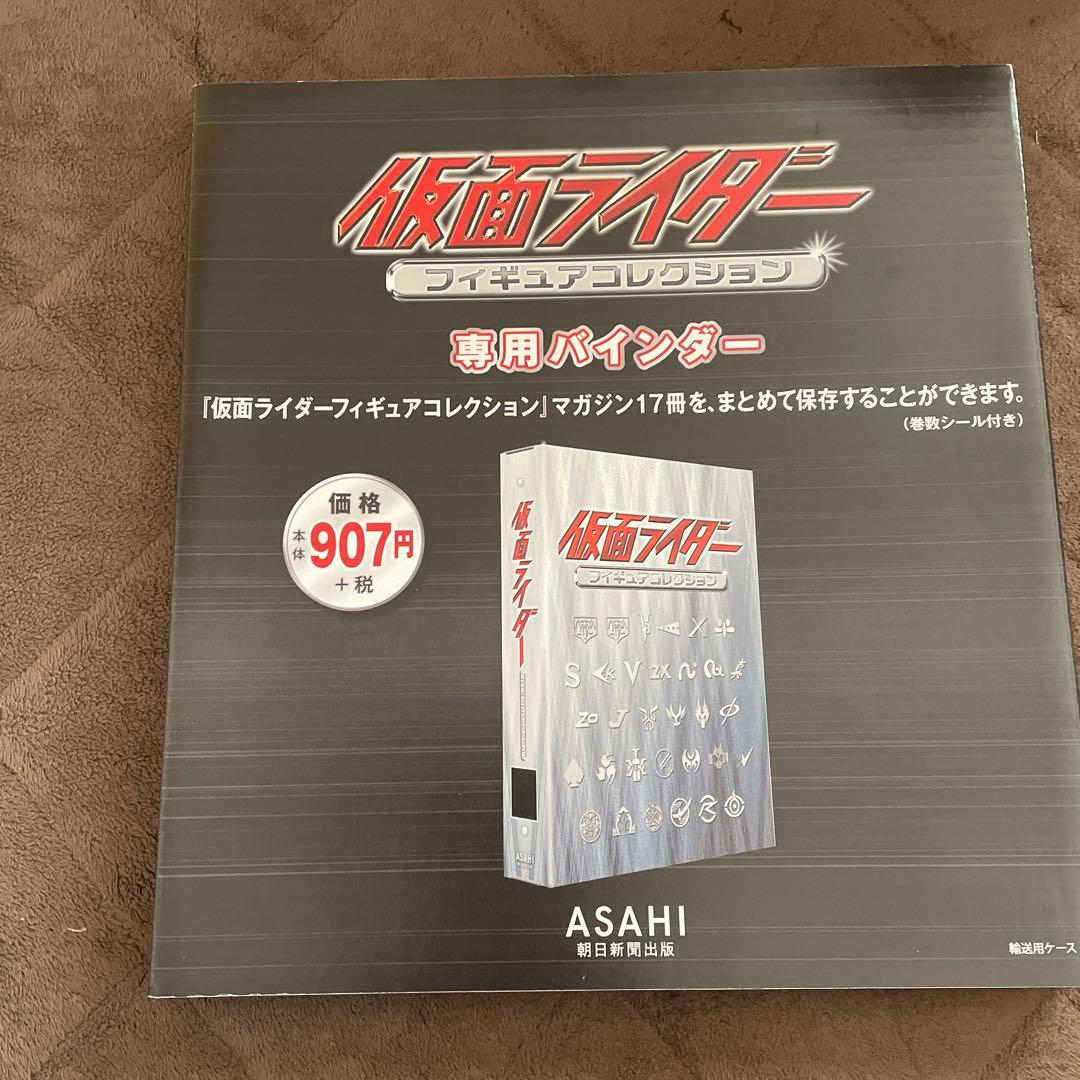 仮面ライダー
フィギュアコレクション
専用バインダー
『仮面ライダーフィギュアコレクション』マガジン17冊を、まとめて保存することができます。
(巻数シール付き)
価格
本体907円
+税
仮面ライダー
仮面ライダー
フィギュアコレクション
S V ZX
ZO J
ASAHI
ASAHI
朝日新聞出版
輸送用ケース